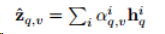 ẑ_{q,v} = ∑_i α^i_{q,v} h^i_q